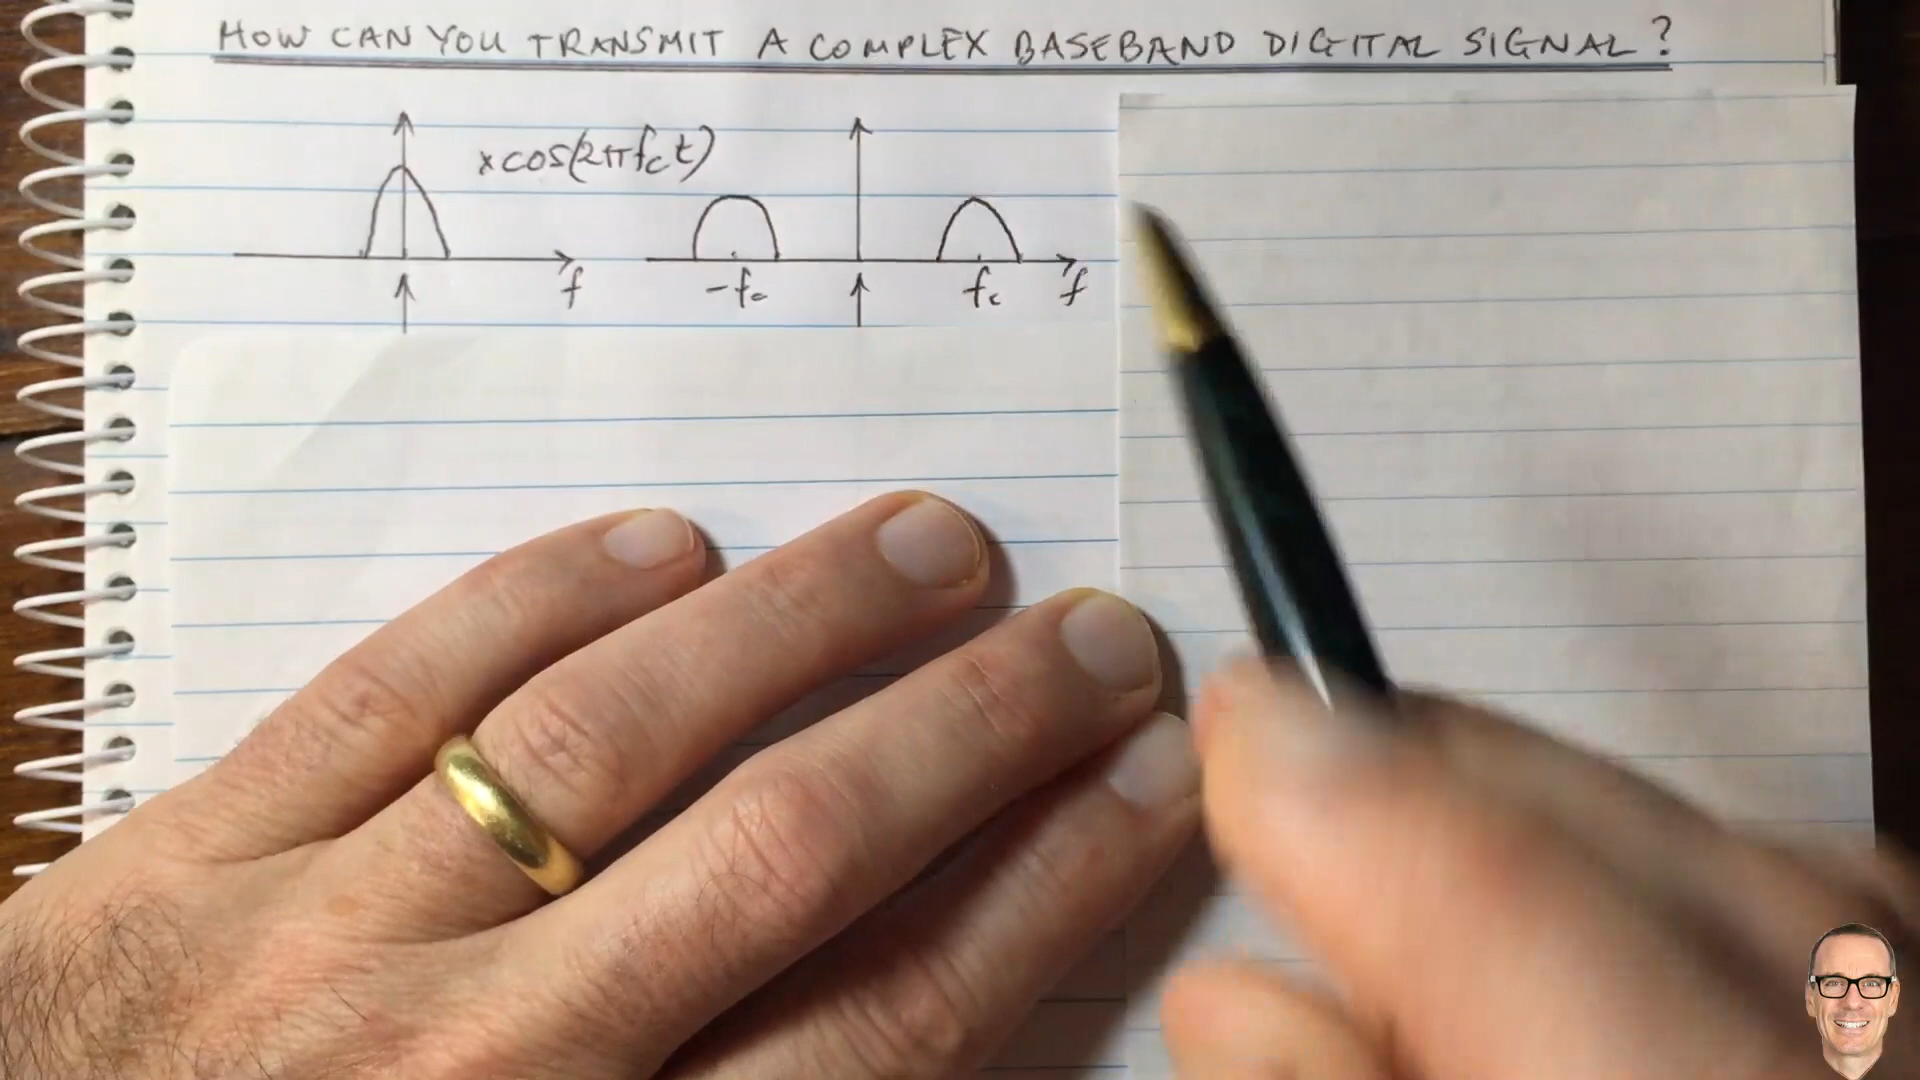 HOW CAN YOU TRANSMIT A COMPLEX BASEBAND DIGITAL SIGNAL?
×cos(2πfct)
f
-fc
fc
f